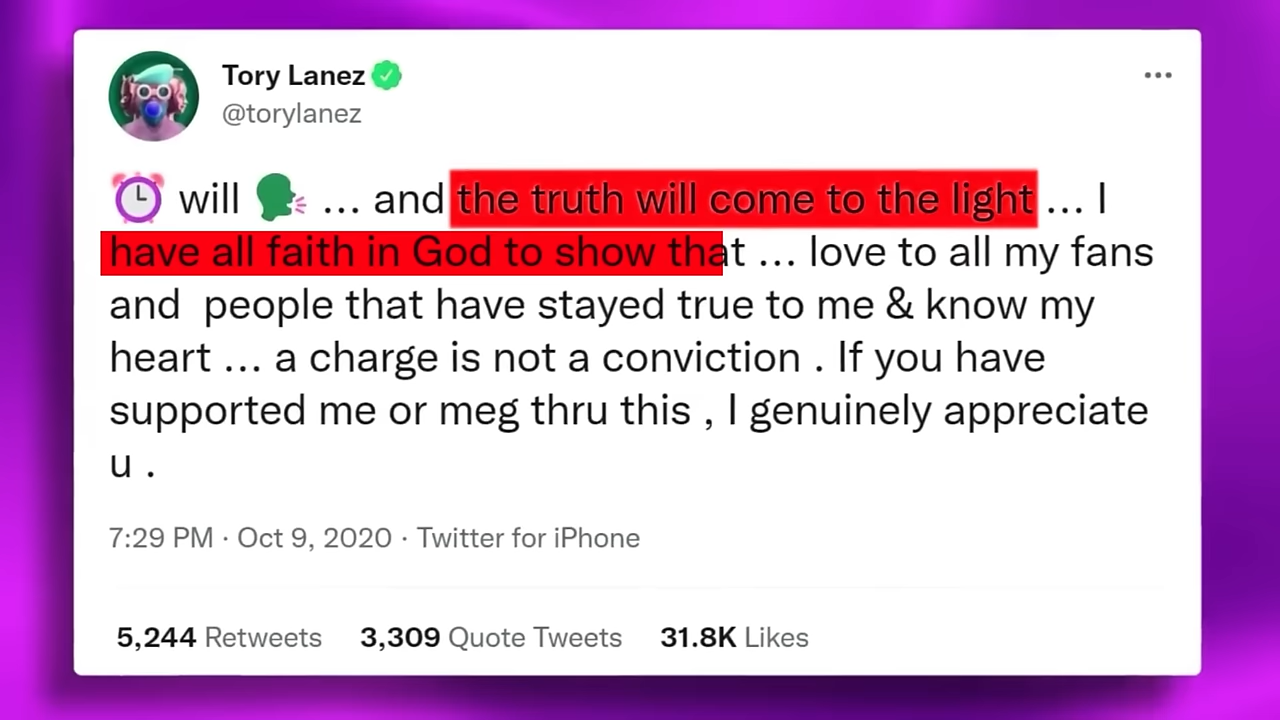 Tory Lanez
@torylanez
⏰ will 🗣 ... and the truth will come to the light ... I
have all faith in God to show that ... love to all my fans
and  people that have stayed true to me & know my
heart ... a charge is not a conviction . If you have
supported me or meg thru this , I genuinely appreciate
u .
7:29 PM · Oct 9, 2020 · Twitter for iPhone
5,244 Retweets 3,309 Quote Tweets 31.8K Likes